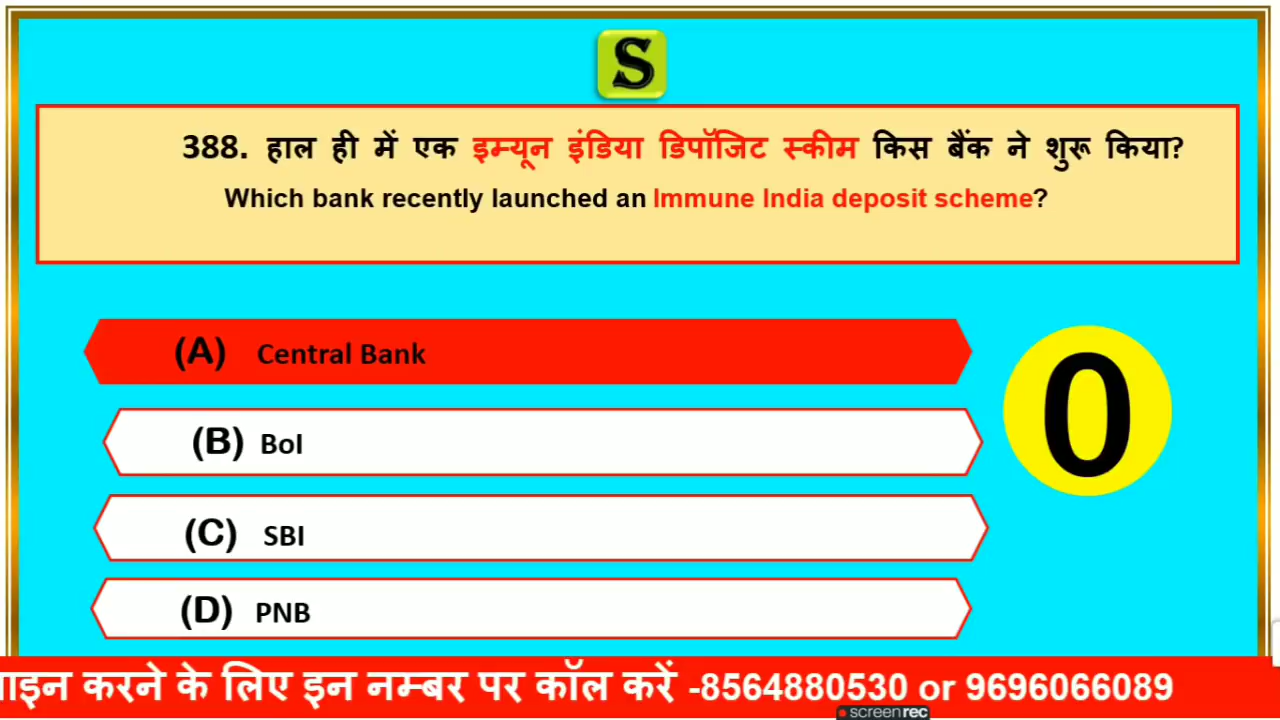 S
388. हाल ही में एक इम्यून इंडिया डिपॉजिट स्कीम किस बैंक ने शुरू किया?
Which bank recently launched an Immune India deposit scheme?
(A) Central Bank
0
(B) BoI
(C) SBI
(D) PNB
ाइन करने के लिए इन नम्बर पर कॉल करें -8564880530 or 9696066089
screenrec